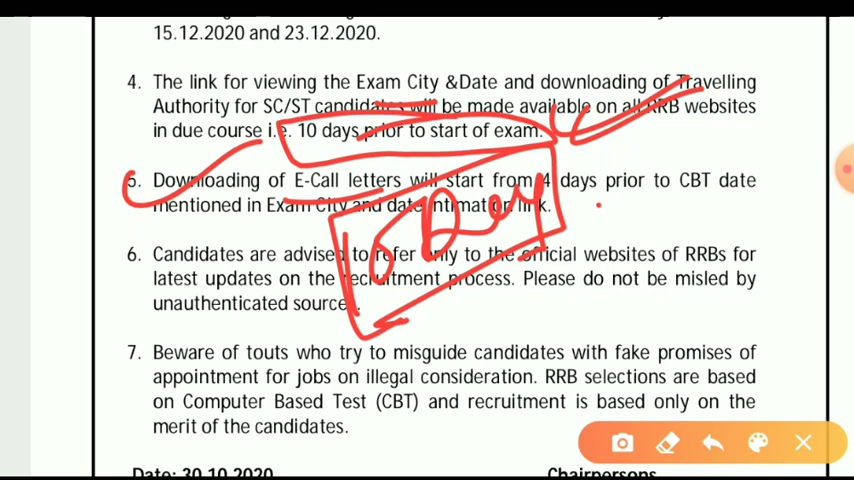 15.12.2020 and 23.12.2020.
4. The link for viewing the Exam City &Date and downloading of Travelling
Authority for SC/ST candidates will be made available on all RRB websites
in due course i.e. 10 days prior to start of exam.
5. Downloading of E-Call letters will start from 4 days prior to CBT date
mentioned in Exam City and date intimation link.
Day
6. Candidates are advised to refer only to the official websites of RRBs for
latest updates on the recruitment process. Please do not be misled by
unauthenticated sources.
7. Beware of touts who try to misguide candidates with fake promises of
appointment for jobs on illegal consideration. RRB selections are based
on Computer Based Test (CBT) and recruitment is based only on the
merit of the candidates.
Date: 30.10.2020 Chairpersons